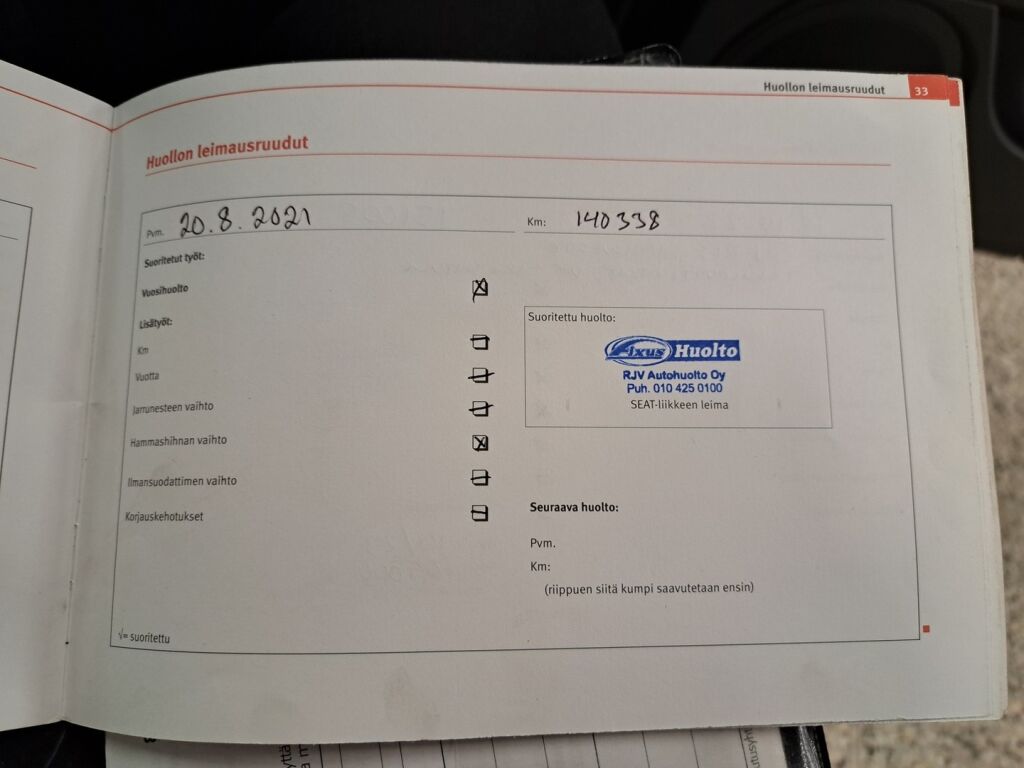 Huollon leimausruudut 33
Huollon leimausruudut
Pvm. 20.8.2021
Km: 140338
Suoritetut työt:
Vuosihuolto
Lisätyöt:
Km
Vuotta
Jarrunesteen vaihto
Hammashihnan vaihto
Ilmansuodattimen vaihto
Korjauskehotukset
√= suoritettu
Suoritettu huolto:
Fixus Huolto
RJV Autohuolto Oy
Puh. 010 425 0100
SEAT-liikkeen leima
Seuraava huolto:
Pvm.
Km:
(riippuen siitä kumpi saavutetaan ensin)